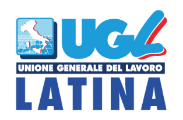 UGL
UNIONE GENERALE DEL LAVORO
LATINA